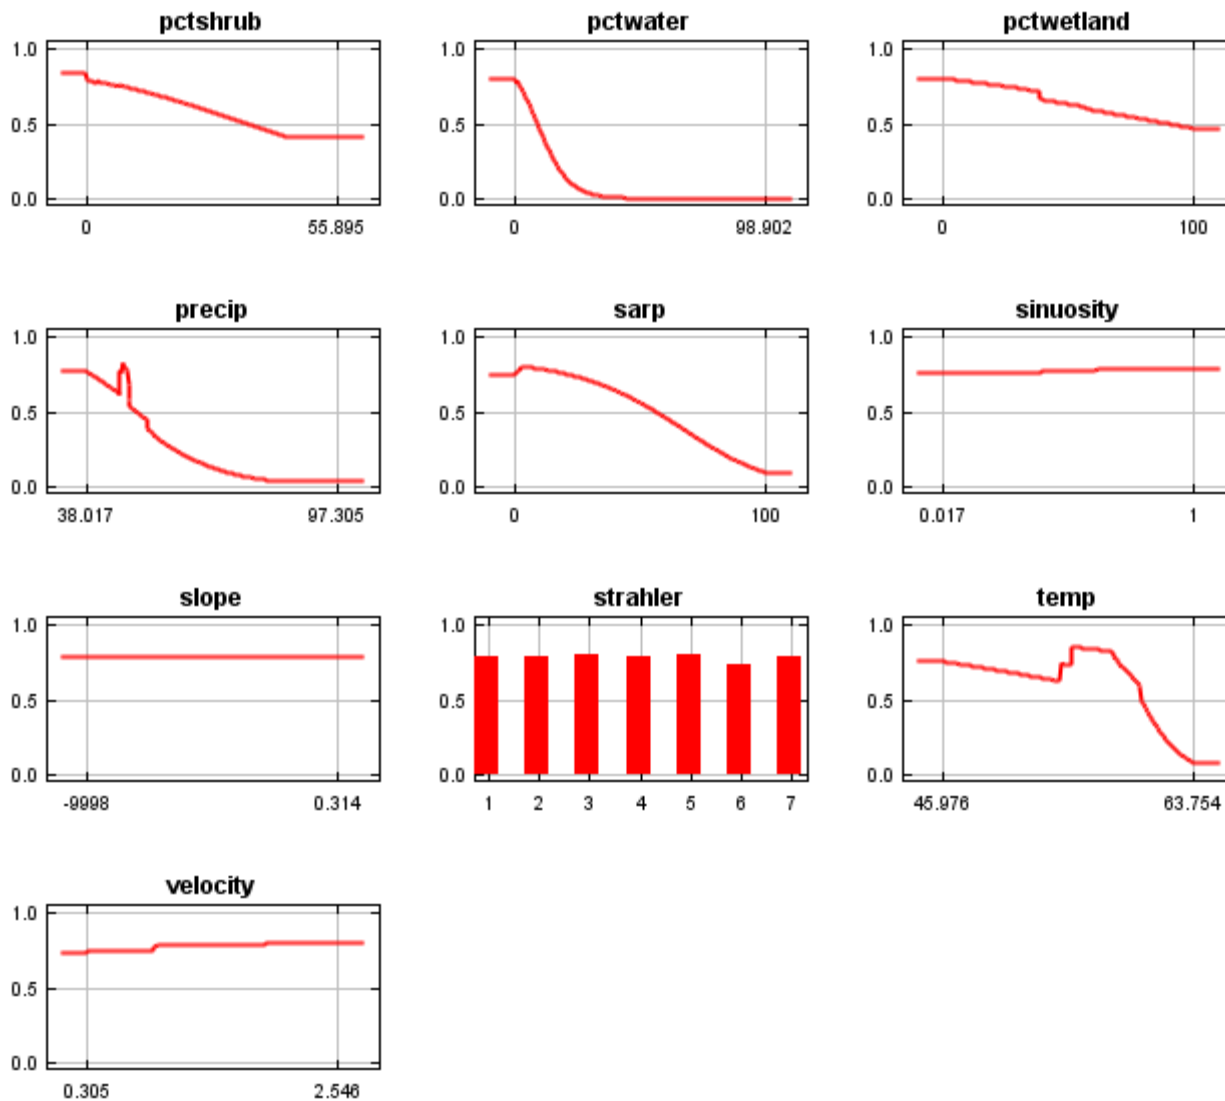 pctshrub pctwater pctwetland
1.0 1.0 1.0
0.5 0.5 0.5
0.0 0.0 0.0
0 55.895 0 98.902 0 100
precip sarp sinuosity
1.0 1.0 1.0
0.5 0.5 0.5
0.0 0.0 0.0
38.017 97.305 0 100 0.017 1
slope strahler temp
1.0 1.0 1.0
0.5 0.5 0.5
0.0 0.0 0.0
-9998 0.314 1 2 3 4 5 6 7 45.976 63.754
velocity
1.0
0.5
0.0
0.305 2.546